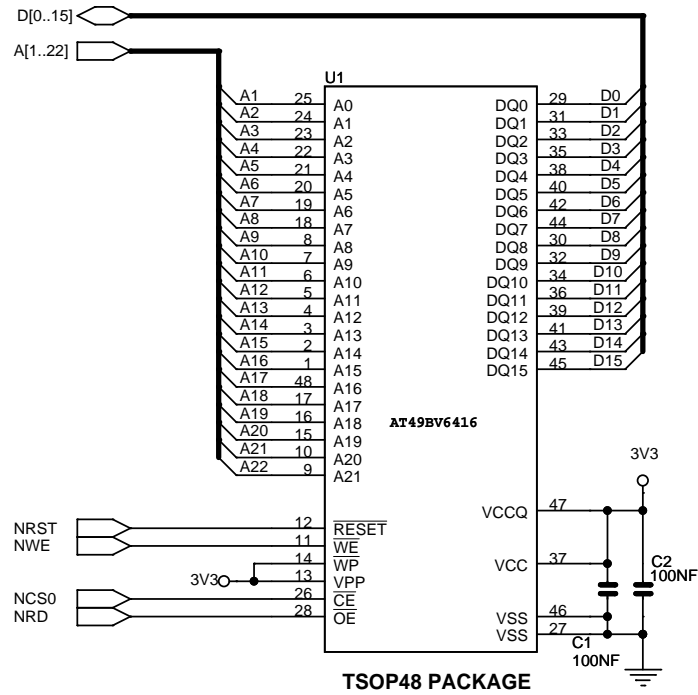 D[0..15]
A[1..22]
U1
A1 25 A0 DQ0 29 D0
A2 24 A1 DQ1 31 D1
A3 23 A2 DQ2 33 D2
A4 22 A3 DQ3 35 D3
A5 21 A4 DQ4 38 D4
A6 20 A5 DQ5 40 D5
A7 19 A6 DQ6 42 D6
A8 18 A7 DQ7 44 D7
A9 8 A8 DQ8 30 D8
A10 7 A9 DQ9 32 D9
A11 6 A10 DQ10 34 D10
A12 5 A11 DQ11 36 D11
A13 4 A12 DQ12 39 D12
A14 3 A13 DQ13 41 D13
A15 2 A14 DQ14 43 D14
A16 1 A15 DQ15 45 D15
A17 48 A16
A18 17 A17
A19 16 A18
A20 15 A19
A21 10 A20
A22 9 A21
AT49BV6416
3V3
VCCQ 47
NRST 12 RESET
NWE 11 WE
14 WP
3V3 13 VPP
VCC 37
C2
100NF
NCS0 26 CE
NRD 28 OE
VSS 46
VSS 27
C1
100NF
TSOP48 PACKAGE